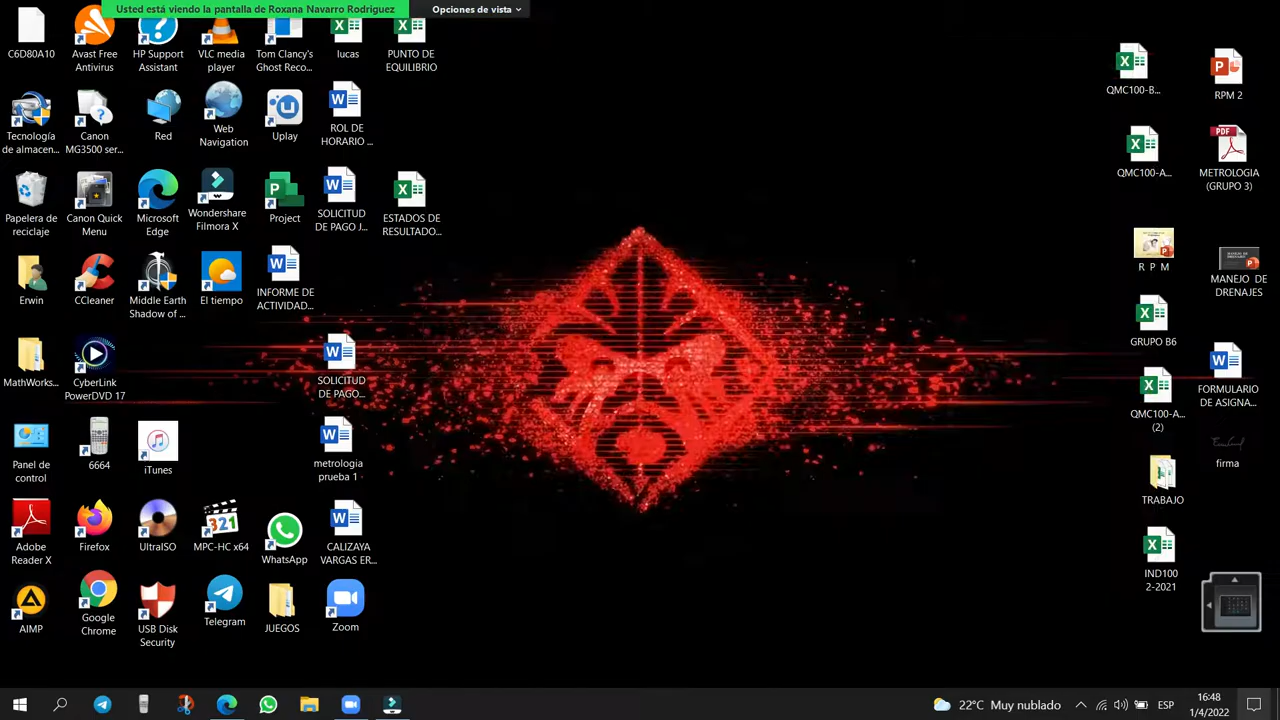 Usted está viendo la pantalla de Roxana Navarro Rodriguez
Opciones de vista
C6D80A10
Avast Free
Antivirus
HP Support
Assistant
VLC media
player
Tom Clancy's
Ghost Reco...
lucas
PUNTO DE
EQUILIBRIO
Tecnología
de almacen...
Canon
MG3500 ser...
Red
Web
Navigation
Uplay
ROL DE
HORARIO ...
Papelera de
reciclaje
Canon Quick
Menu
Microsoft
Edge
Wondershare
Filmora X
Project
SOLICITUD
DE PAGO J...
ESTADOS DE
RESULTADO...
Erwin
CCleaner
Middle Earth
Shadow of ...
El tiempo
INFORME DE
ACTIVIDAD...
MathWorks...
CyberLink
PowerDVD 17
SOLICITUD
DE PAGO...
Panel de
control
6664
iTunes
metrologia
prueba 1
Adobe
Reader X
Firefox
UltraISO
321
MPC-HC x64
WhatsApp
CALIZAYA
VARGAS ER...
AIMP
Google
Chrome
USB Disk
Security
Telegram
JUEGOS
Zoom
QMC100-B...
RPM 2
QMC100-A...
PDF
METROLOGIA
(GRUPO 3)
R P M
MANEJO DE
DRENAJES
GRUPO B6
QMC100-A...
(2)
FORMULARIO
DE ASIGNA...
firma
TRABAJO
IND100
2-2021
22°C Muy nublado
ESP
16:48
1/4/2022